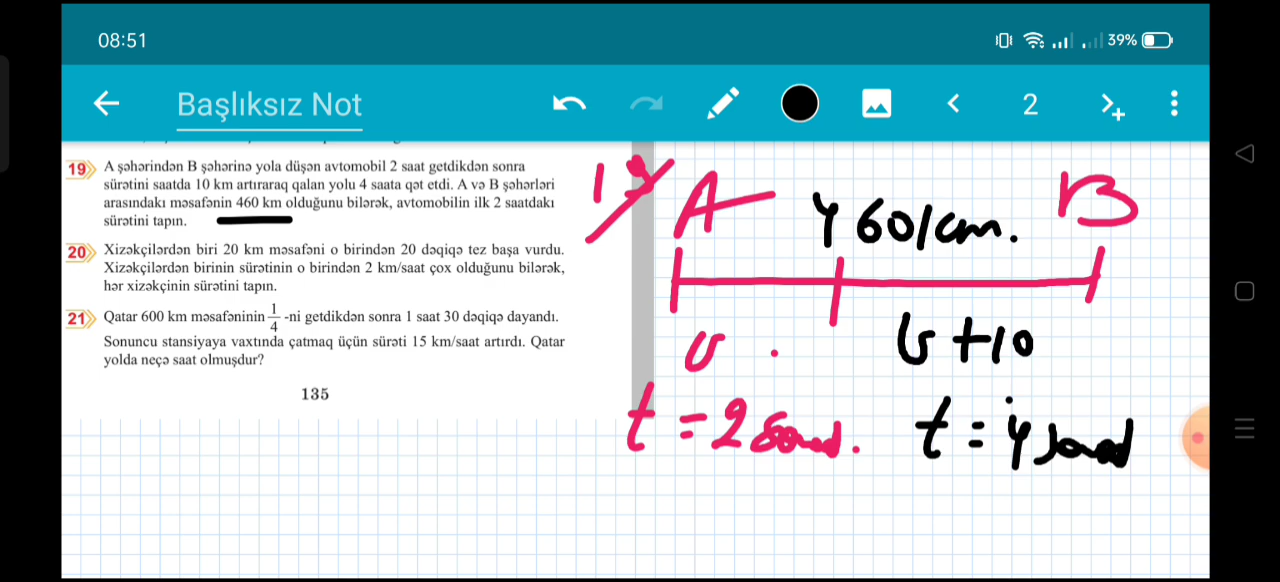 08:51
39%
Başlıksız Not
2
19 A şəhərindən B şəhərinə yola düşən avtomobil 2 saat getdikdən sonra
sürətini saatda 10 km artıraraq qalan yolu 4 saata qət etdi. A və B şəhərləri
arasındakı məsafənin 460 km olduğunu bilərək, avtomobilin ilk 2 saatdakı
sürətini tapın.
20 Xizəkçilərdən biri 20 km məsafəni o birindən 20 dəqiqə tez başa vurdu.
Xizəkçilərdən birinin sürətinin o birindən 2 km/saat çox olduğunu bilərək,
hər xizəkçinin sürətini tapın.
21 Qatar 600 km məsafəninin 1/4 -ni getdikdən sonra 1 saat 30 dəqiqə dayandı.
Sonuncu stansiyaya vaxtında çatmaq üçün sürəti 15 km/saat artırdı. Qatar
yolda neçə saat olmuşdur?
135
19 A 460 km. B
v v+10
t = 2 saat. t = 4 saat